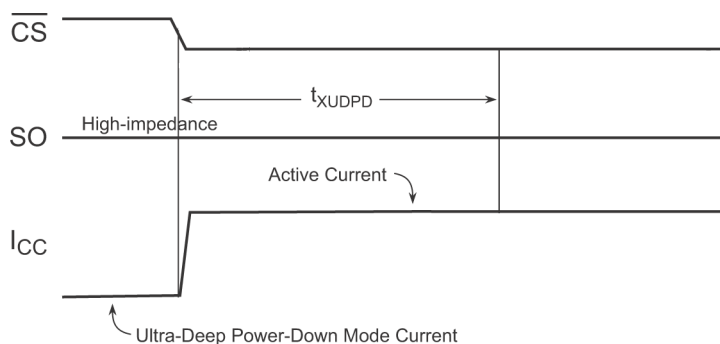 CS
tXUDPD
High-impedance
SO
Active Current
ICC
Ultra-Deep Power-Down Mode Current